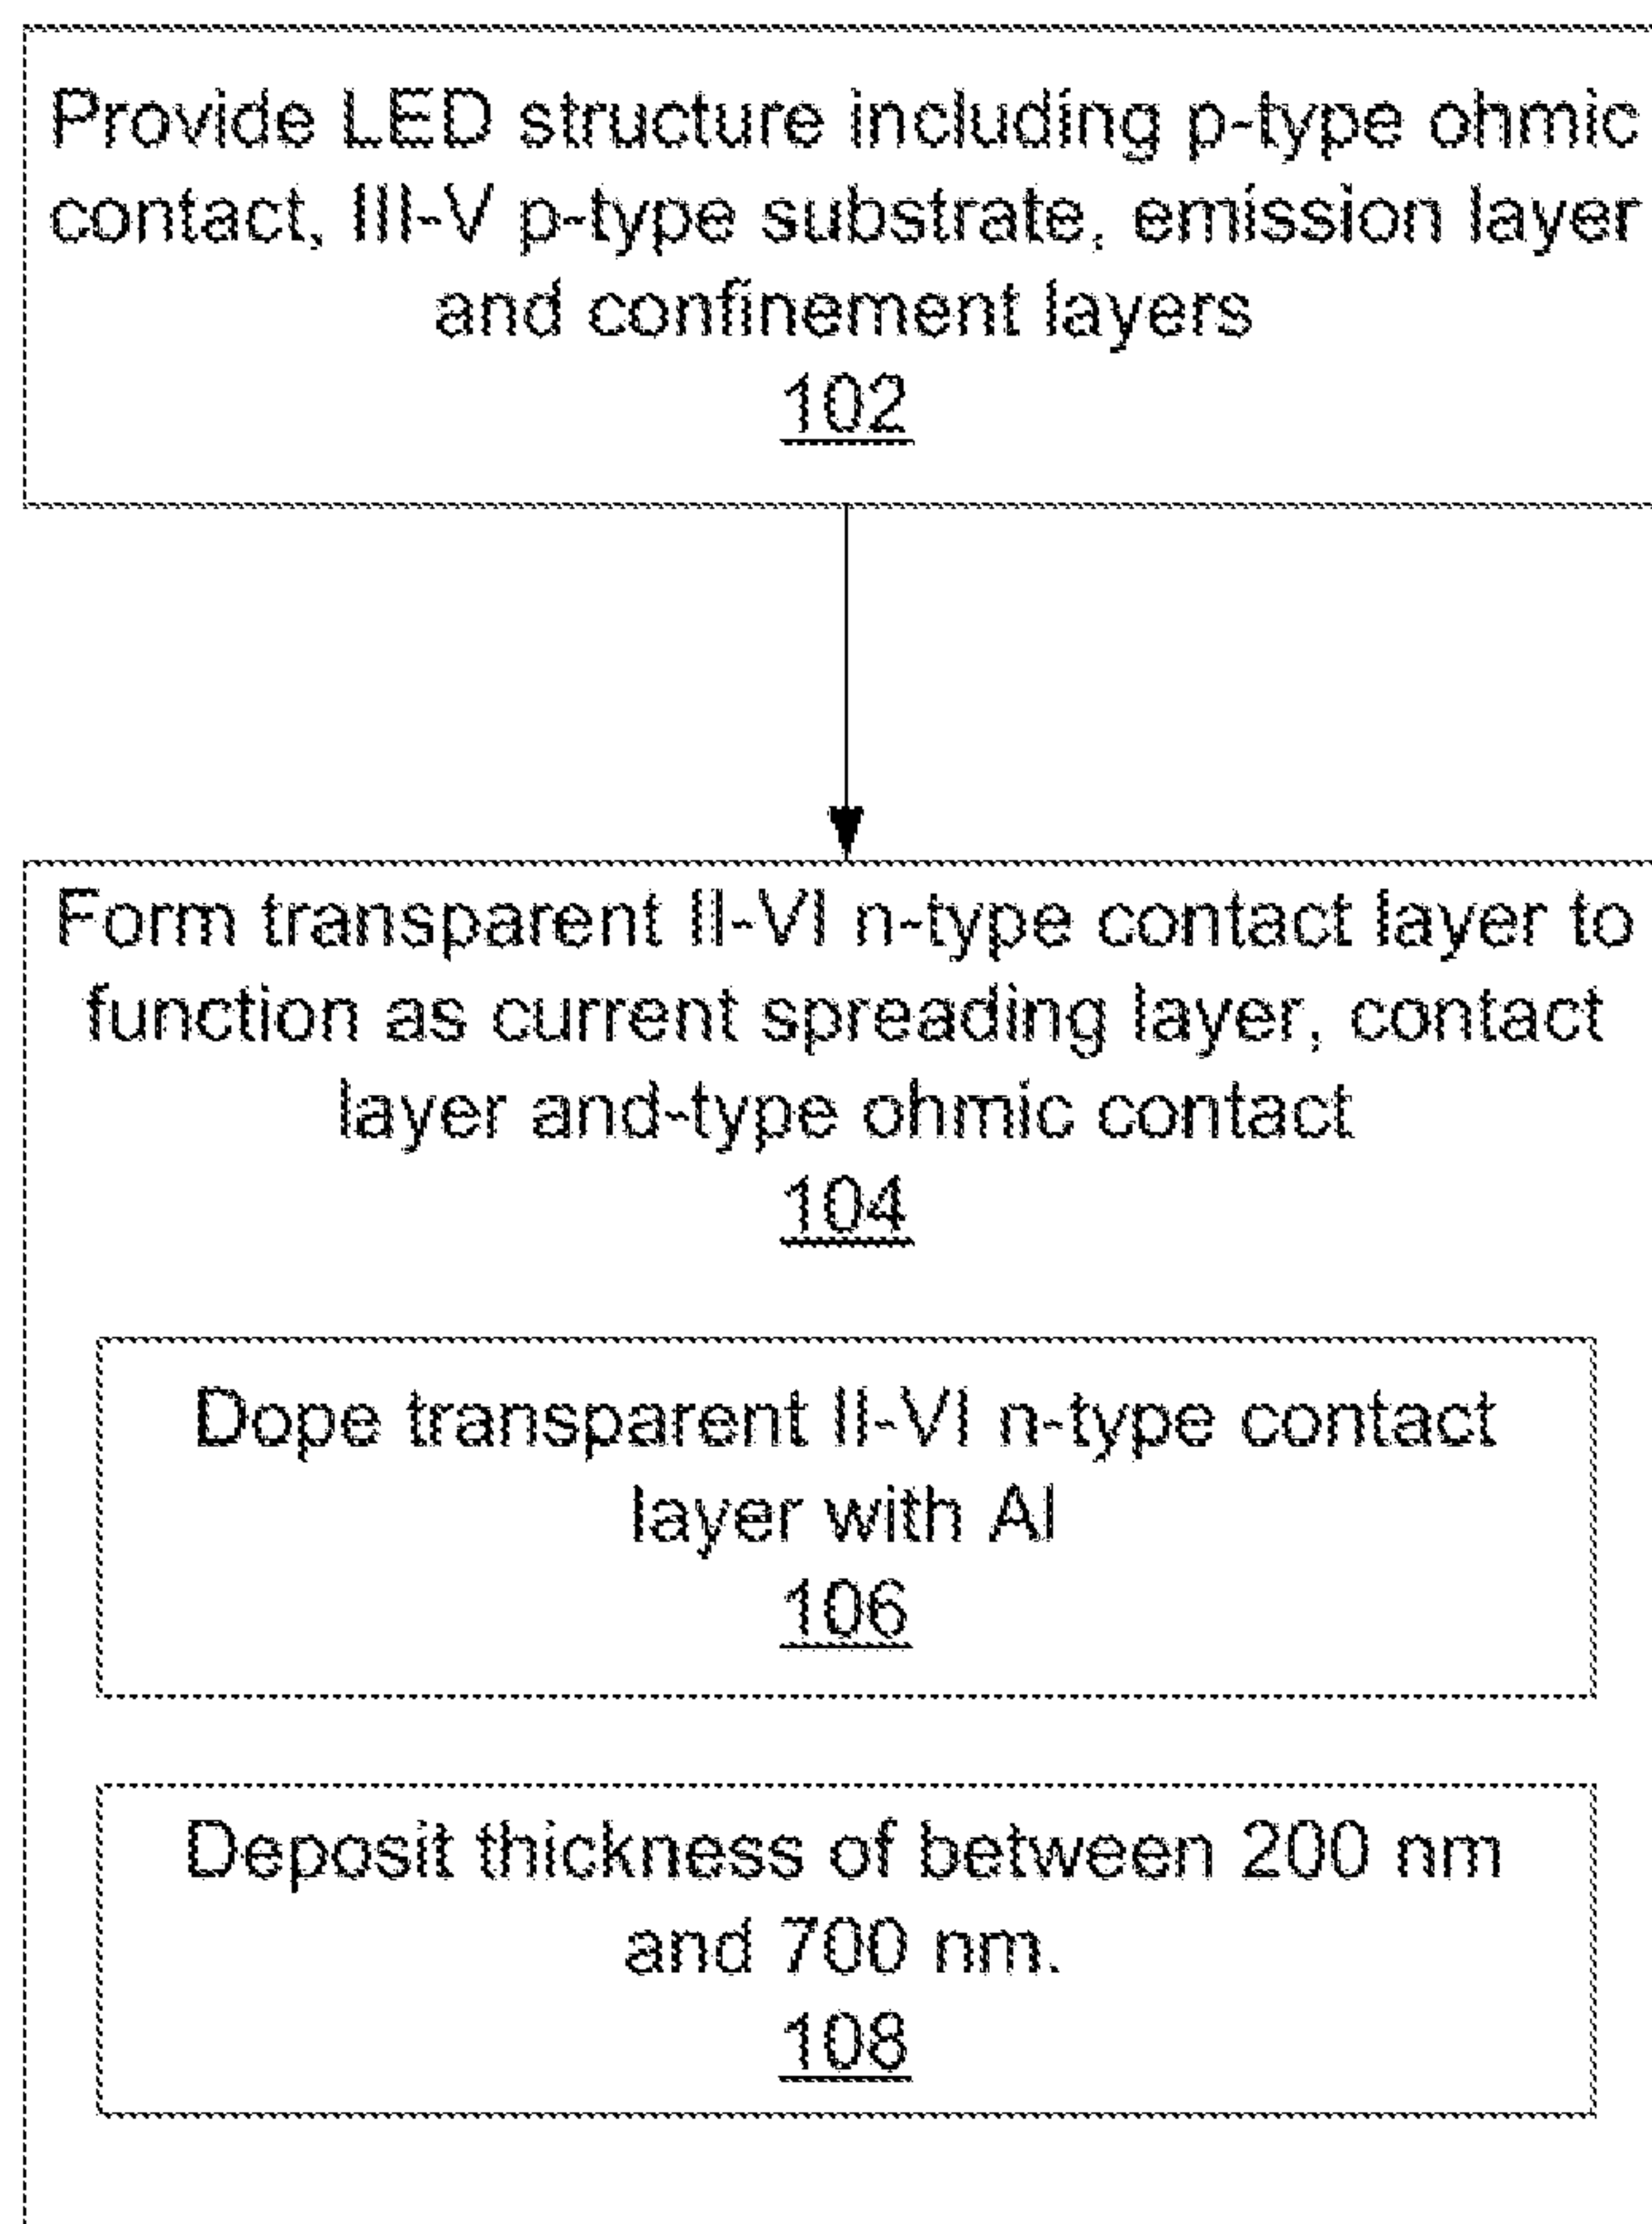 Provide LED structure including p-type ohmic
contact, III-V p-type substrate, emission layer
and confinement layers
102
Form transparent II-VI n-type contact layer to
function as current spreading layer, contact
layer and-type ohmic contact
104
Dope transparent II-VI n-type contact
layer with Al
106
Deposit thickness of between 200 nm
and 700 nm.
108